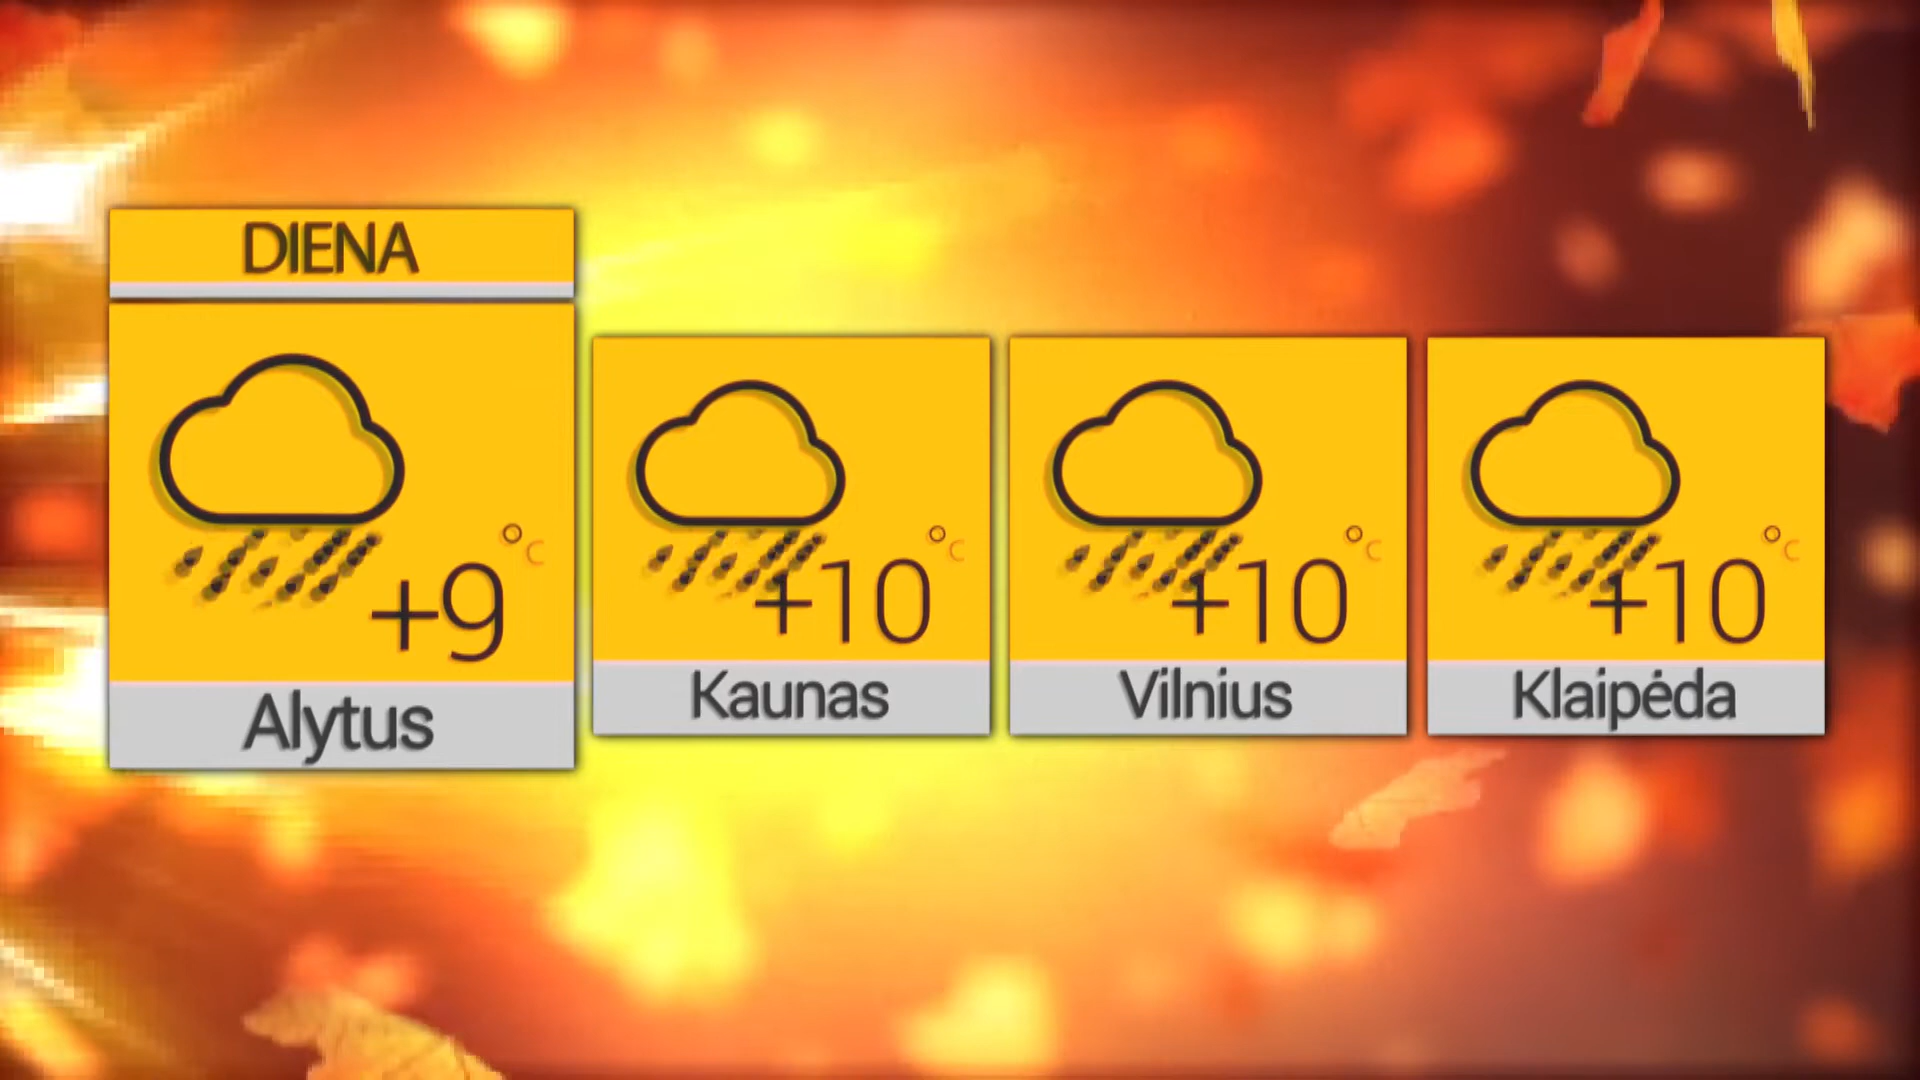 DIENA
+9 °C
Alytus
+10 °C
Kaunas
+10 °C
Vilnius
+10 °C
Klaipėda